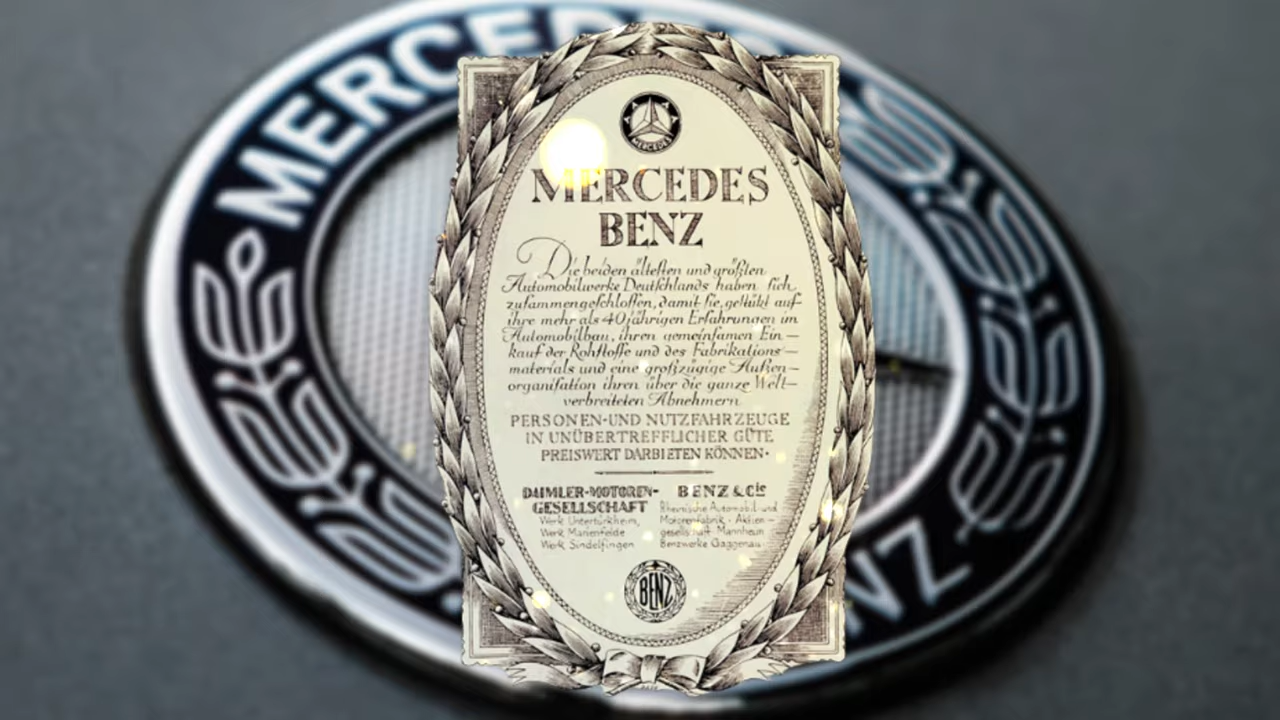 MERCEDES
BENZ
MERCEDES
MERCEDES
BENZ
Die beiden älteſten und größten
Automobilwerke Deutſchlands haben ſich
zuſammengeſchloſſen, damit ſie, geſtützt auf
ihre mehr als 40jährigen Erfahrungen im
Automobilbau, ihren gemeinſamen Ein-
kauf der Rohſtoffe und des Fabrikations-
materials und eine großzügige Außen-
organiſation ihren über die ganze Welt-
verbreiteten Abnehmern
PERSONEN-UND NUTZFAHRZEUGE
IN UNÜBERTREFFLICHER GÜTE
PREISWERT DARBIETEN KÖNNEN·
DAIMLER-MOTOREN-
GESELLSCHAFT
Werk Untertürkheim,
Werk Marienfelde
Werk Sindelfingen
BENZ & Cie
Rheinische Automobil-und
Motorenfabrik-Aktien-
gesellschaft Mannheim
Benzwerke Gaggenau
BENZ